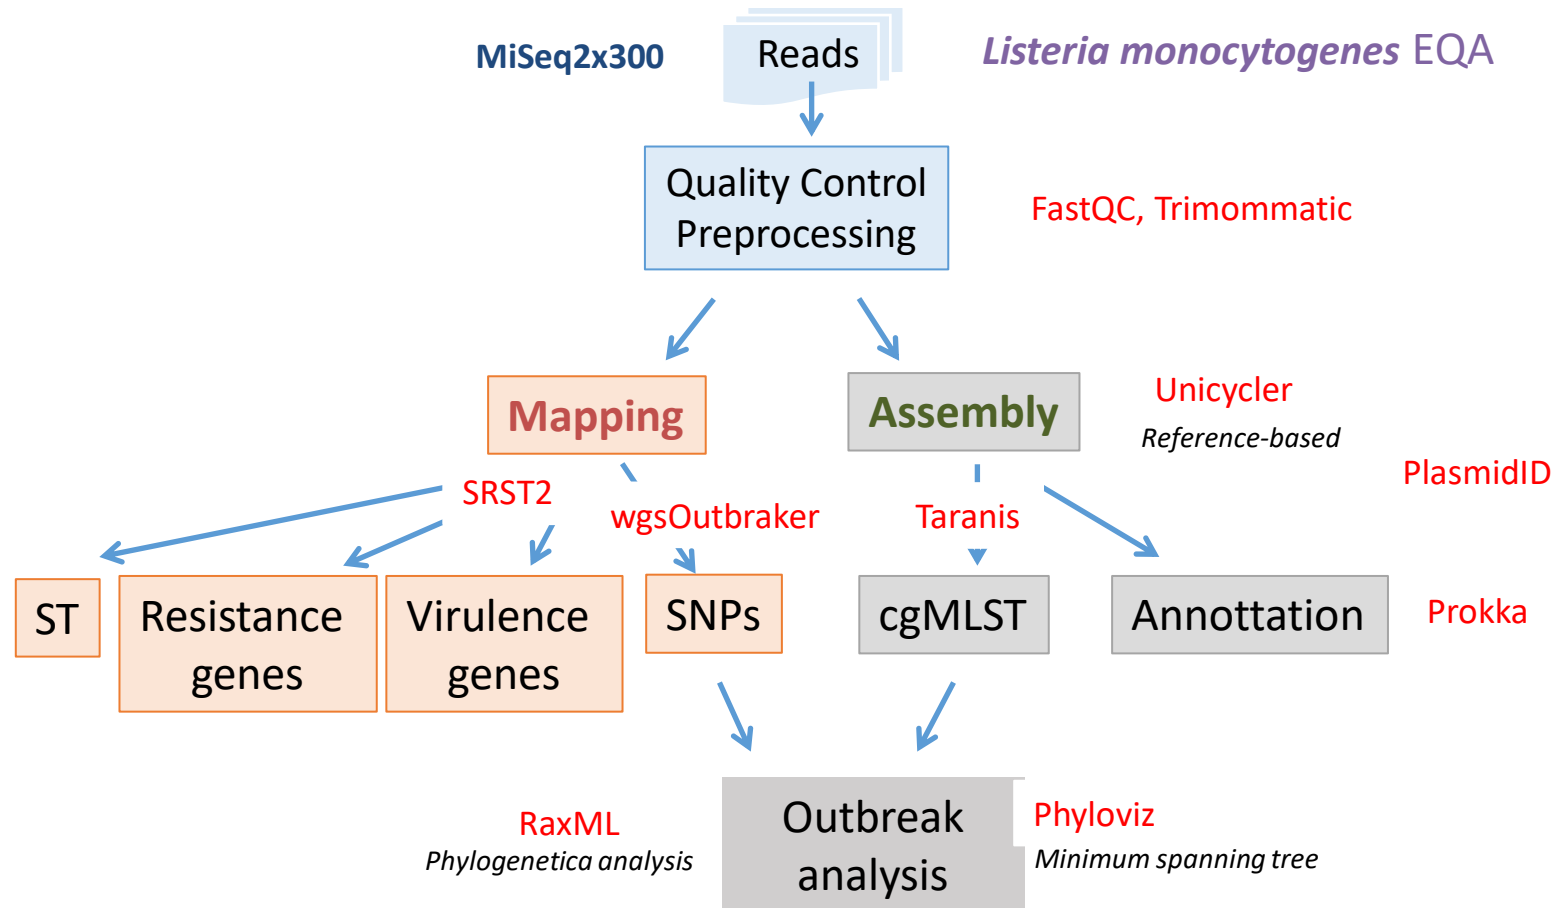 MiSeq2x300
Reads
Listeria monocytogenes EQA
Quality Control
Preprocessing
FastQC, Trimommatic
Mapping
Assembly
Unicycler
Reference-based
PlasmidID
SRST2
wgsOutbraker
Taranis
ST
Resistance
genes
Virulence
genes
SNPs
cgMLST
Annottation
Prokka
RaxML
Phylogenetica analysis
Outbreak
analysis
Phyloviz
Minimum spanning tree